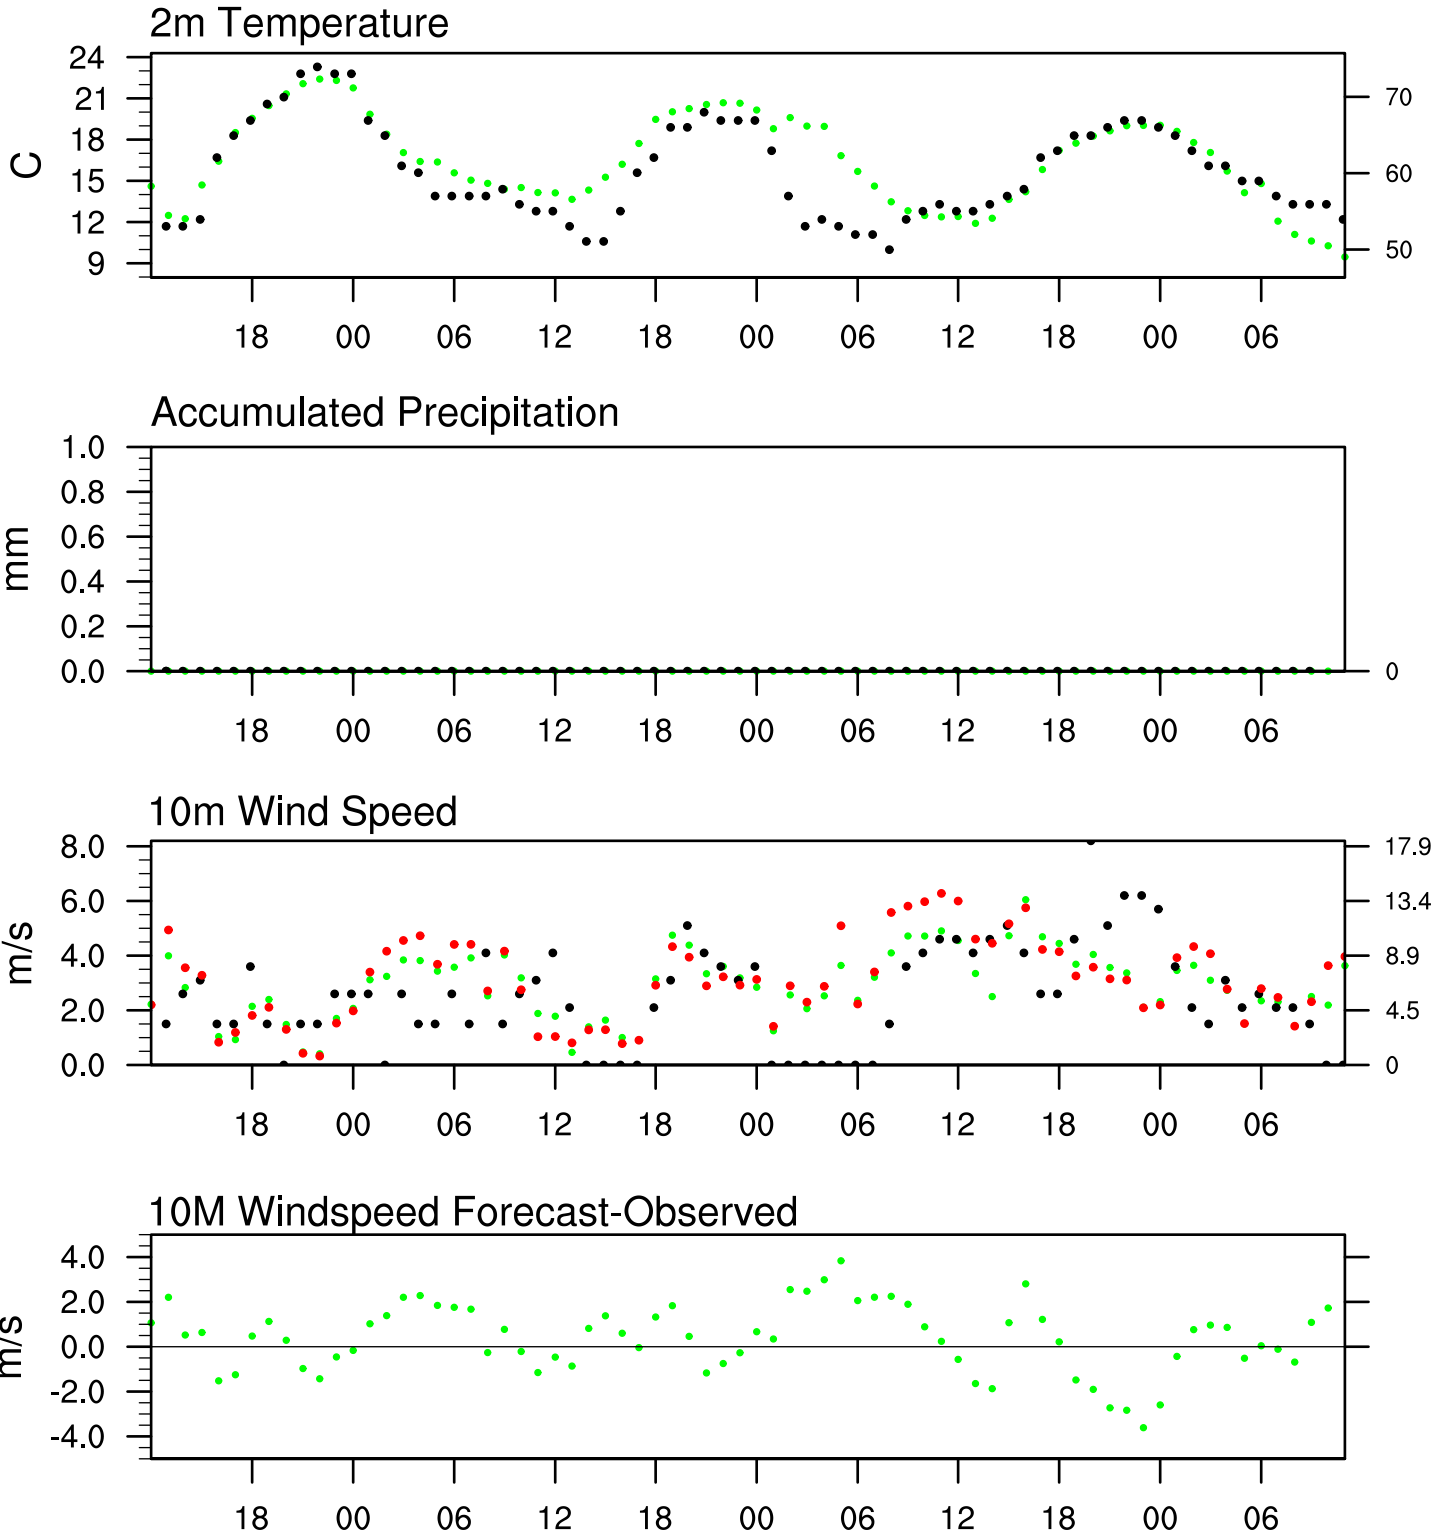 2m Temperature
24
21
18
15
12
9
C
70
60
50
18 00 06 12 18 00 06 12 18 00 06
Accumulated Precipitation
1.0
0.8
0.6
0.4
0.2
0.0
mm
0
18 00 06 12 18 00 06 12 18 00 06
10m Wind Speed
8.0
6.0
4.0
2.0
0.0
m/s
17.9
13.4
8.9
4.5
0
18 00 06 12 18 00 06 12 18 00 06
10M Windspeed Forecast-Observed
4.0
2.0
0.0
-2.0
-4.0
m/s
18 00 06 12 18 00 06 12 18 00 06